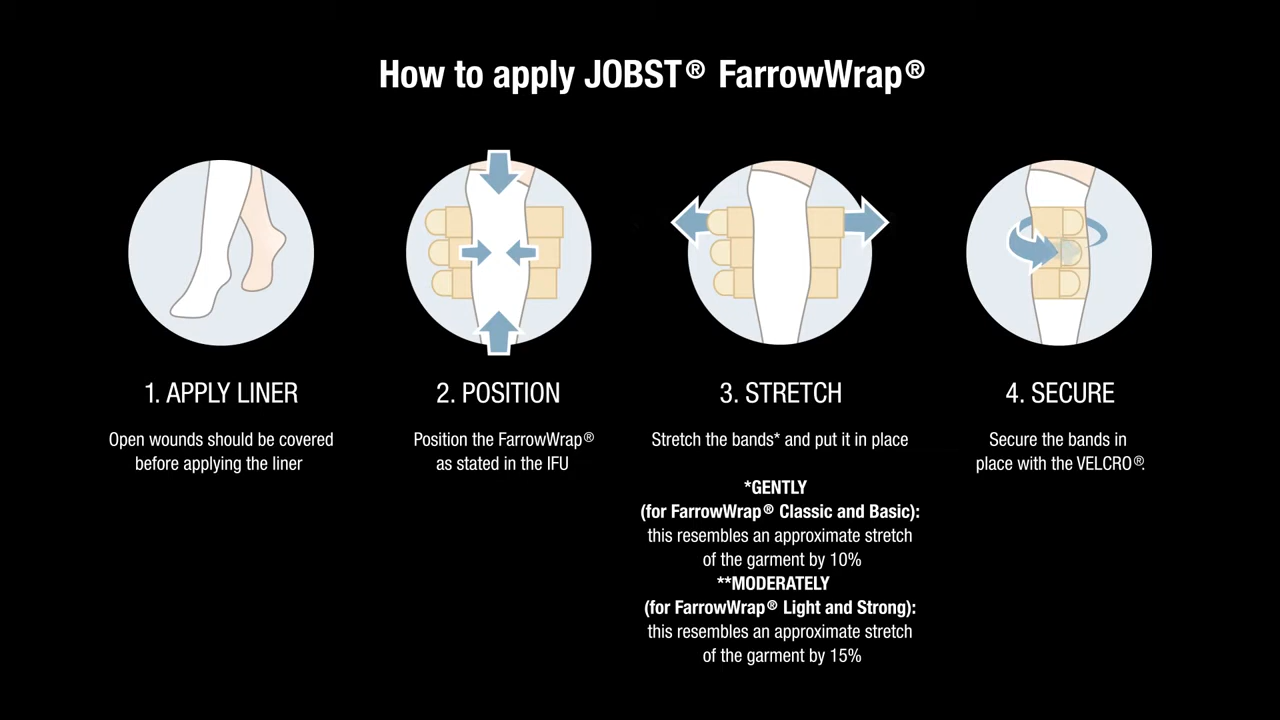 How to apply JOBST® FarrowWrap®
1. APPLY LINER
Open wounds should be covered
before applying the liner
2. POSITION
Position the FarrowWrap®
as stated in the IFU
3. STRETCH
Stretch the bands* and put it in place
*GENTLY
(for FarrowWrap® Classic and Basic):
this resembles an approximate stretch
of the garment by 10%
**MODERATELY
(for FarrowWrap® Light and Strong):
this resembles an approximate stretch
of the garment by 15%
4. SECURE
Secure the bands in
place with the VELCRO®.